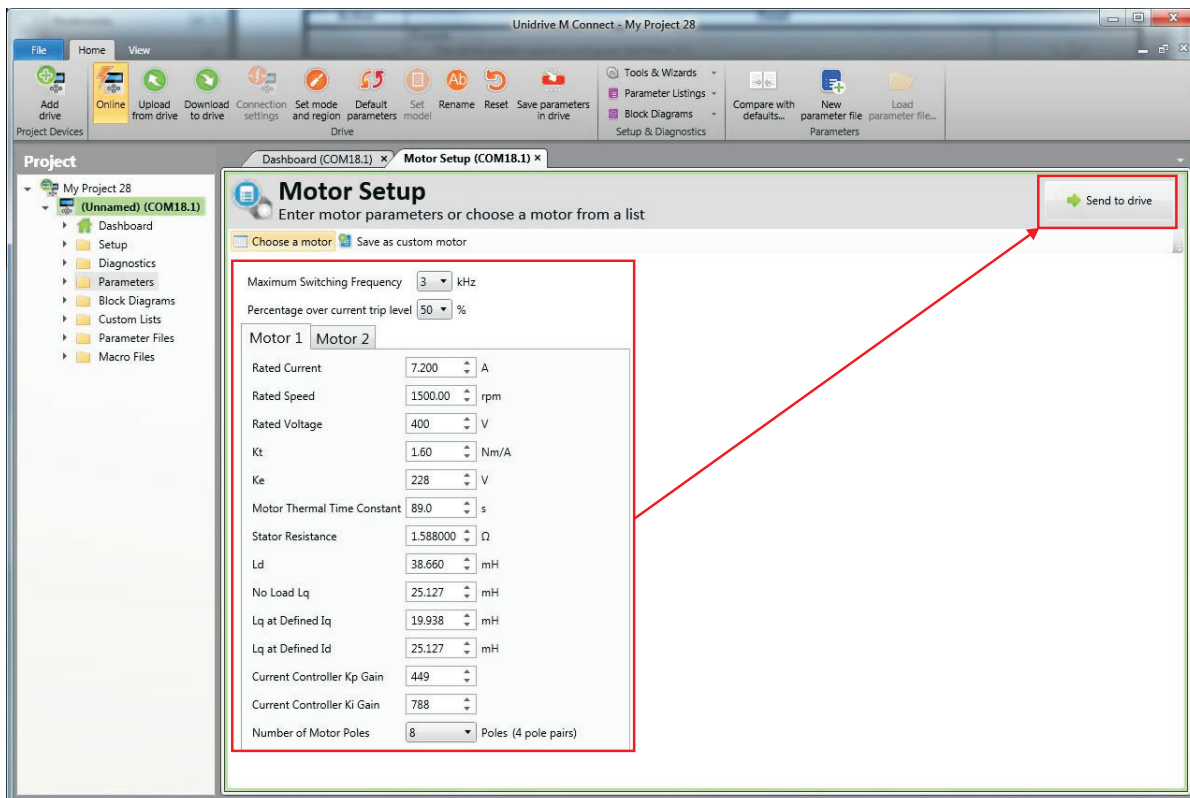 Unidrive M Connect - My Project 28
File Home View
Add drive
Project Devices
Online
Upload from drive
Download to drive
Connection settings
Set mode and region
Default parameters
Set model
Rename
Reset
Save parameters in drive
Drive
Tools & Wizards
Parameter Listings
Block Diagrams
Setup & Diagnostics
Compare with defaults...
New parameter file
Load parameter file...
Parameters
Project
Dashboard (COM18.1) × Motor Setup (COM18.1) ×
My Project 28
(Unnamed) (COM18.1)
Dashboard
Setup
Diagnostics
Parameters
Block Diagrams
Custom Lists
Parameter Files
Macro Files
Motor Setup
Enter motor parameters or choose a motor from a list
Send to drive
Choose a motor Save as custom motor
Maximum Switching Frequency 3 kHz
Percentage over current trip level 50 %
Motor 1 Motor 2
Rated Current 7.200 A
Rated Speed 1500.00 rpm
Rated Voltage 400 V
Kt 1.60 Nm/A
Ke 228 V
Motor Thermal Time Constant 89.0 s
Stator Resistance 1.588000 Ω
Ld 38.660 mH
No Load Lq 25.127 mH
Lq at Defined Iq 19.938 mH
Lq at Defined Id 25.127 mH
Current Controller Kp Gain 449
Current Controller Ki Gain 788
Number of Motor Poles 8 Poles (4 pole pairs)